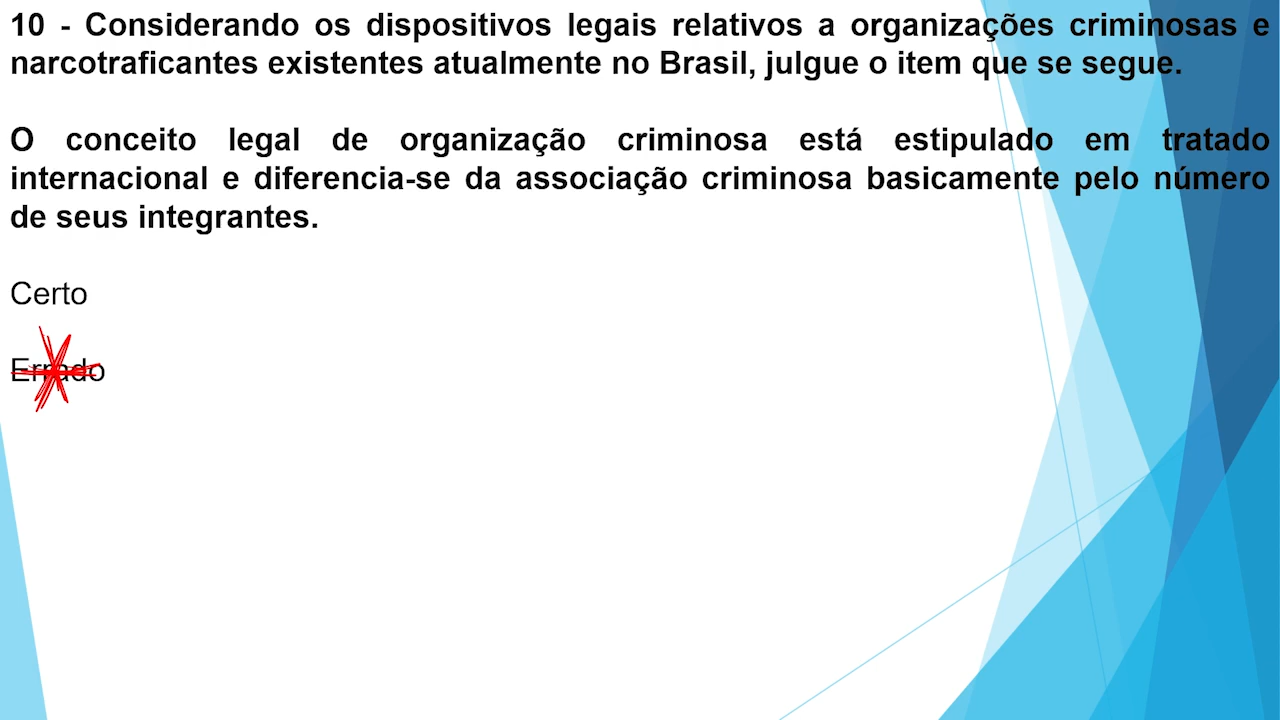 10 - Considerando os dispositivos legais relativos a organizações criminosas e
narcotraficantes existentes atualmente no Brasil, julgue o item que se segue.
O conceito legal de organização criminosa está estipulado em tratado
internacional e diferencia-se da associação criminosa basicamente pelo número
de seus integrantes.
Certo
Errado